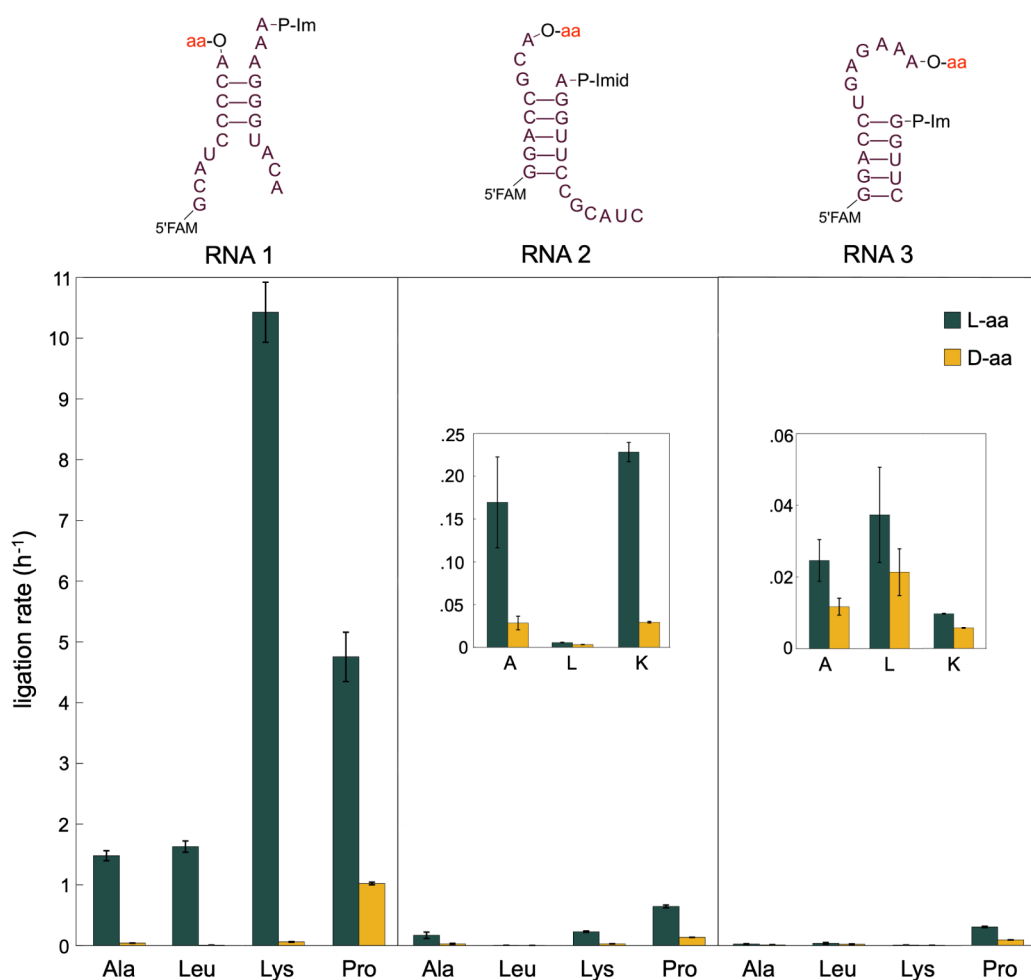 A–P-Im
aa-O
A
A
A
C
G
C
G
C
G
C
U
U
A
A
C
C
A
G
5'FAM
RNA 1
A
O-aa
C
G
A–P-Imid
C
G
C
G
A
U
G
U
G
C
C
G
C
A
U
C
5'FAM
RNA 2
G
A
A
A
A
O-aa
G
U
C
G
P-Im
C
G
A
U
G
U
G
C
5'FAM
RNA 3
ligation rate (h⁻¹)
11
10
9
8
7
6
5
4
3
2
1
0
Ala Leu Lys Pro
.25
.20
.15
.10
.05
0
A L K
Ala Leu Lys Pro
L-aa
D-aa
.06
.04
.02
0
A L K
Ala Leu Lys Pro